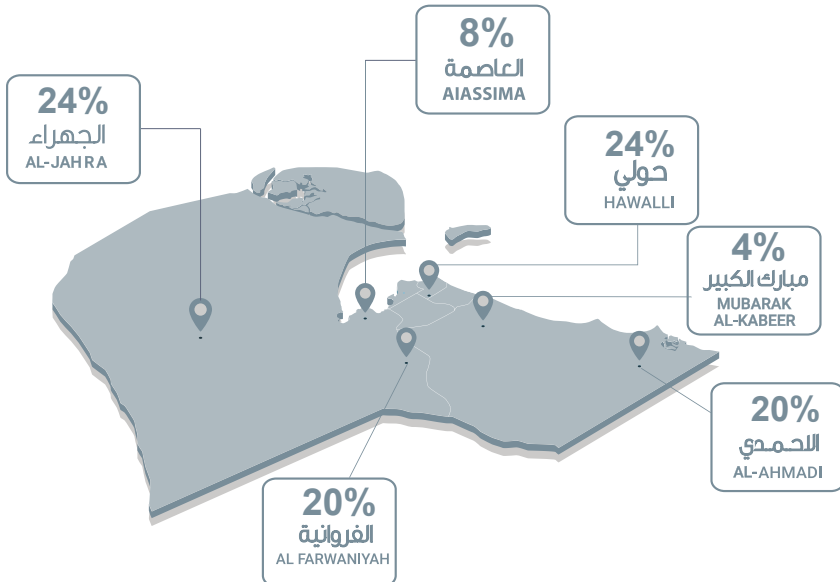 8%
العاصمة
AIASSIMA
24%
الجهراء
AL-JAHRA
24%
حولي
HAWALLI
4%
مبارك الكبير
MUBARAK
AL-KABEER
20%
الاحمدي
AL-AHMADI
20%
الفروانية
AL FARWANIYAH